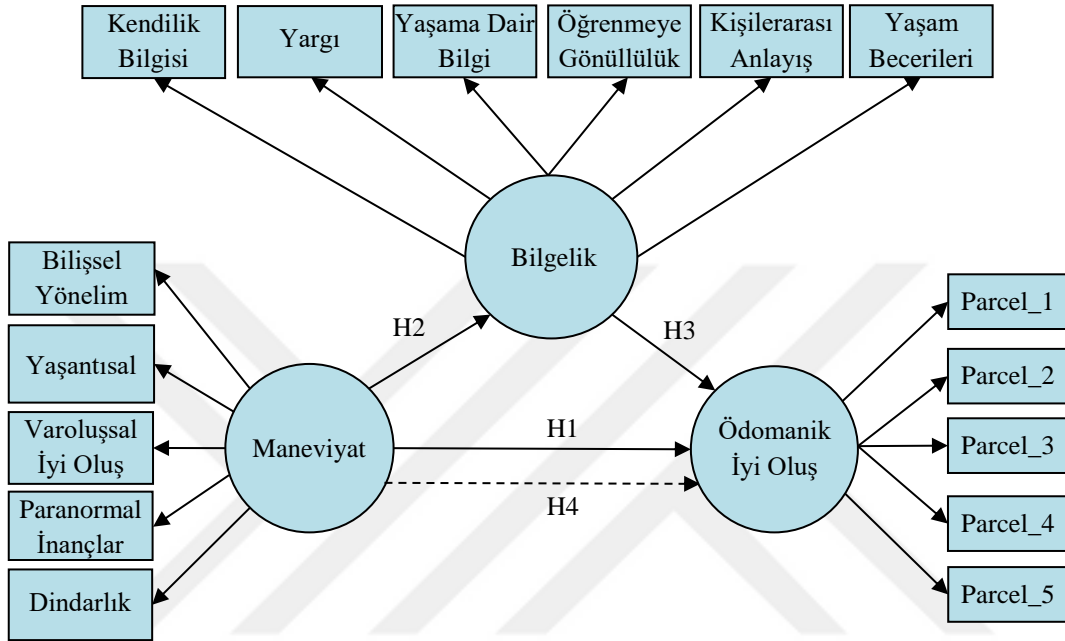 Kendilik
Bilgisi
Yargı
Yaşama Dair
Bilgi
Öğrenmeye
Gönüllülük
Kişilerarası
Anlayış
Yaşam
Becerileri
Bilgelik
Bilişsel
Yönelim
Yaşantısal
Varoluşsal
İyi Oluş
Paranormal
İnançlar
Dindarlık
Maneviyat
H2
H3
H1
H4
Ödomanik
İyi Oluş
Parcel_1
Parcel_2
Parcel_3
Parcel_4
Parcel_5